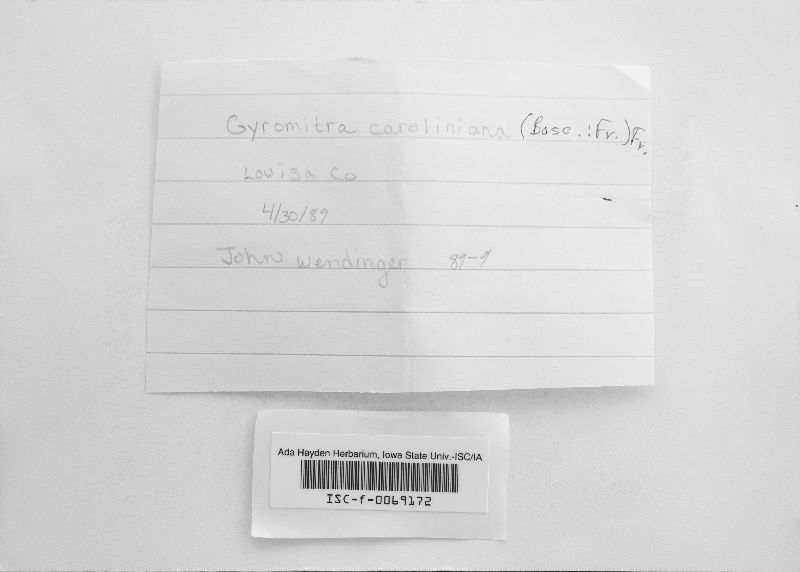 Gyromitra caroliniana (Bosc.:Fr.)Fr.
Louisa Co
4/30/89
John Wendinger 89-9
Ada Hayden Herbarium, Iowa State Univ.-ISC/IA
ISC-f-0069172